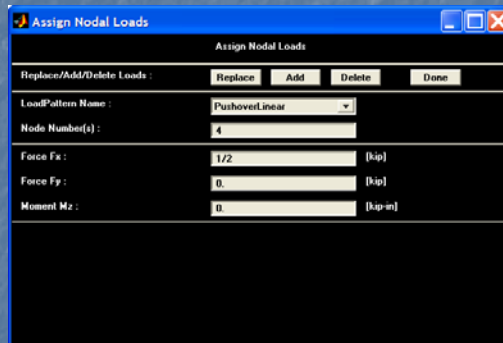 Assign Nodal Loads
Assign Nodal Loads
Replace/Add/Delete Loads : Replace Add Delete Done
LoadPattern Name : PushoverLinear
Node Number(s) : 4
Force Fx : 1/2 [kip]
Force Fy : 0. [kip]
Moment Mz : 0. [kip-in]